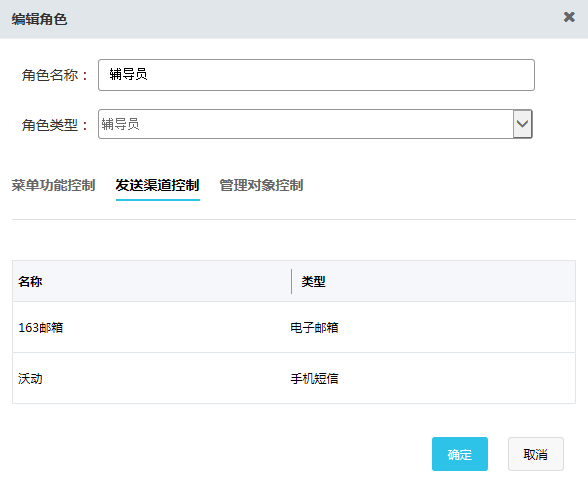 编辑角色
角色名称： 辅导员
角色类型： 辅导员
菜单功能控制 发送渠道控制 管理对象控制
名称 类型
163邮箱 电子邮箱
沃动 手机短信
确定 取消